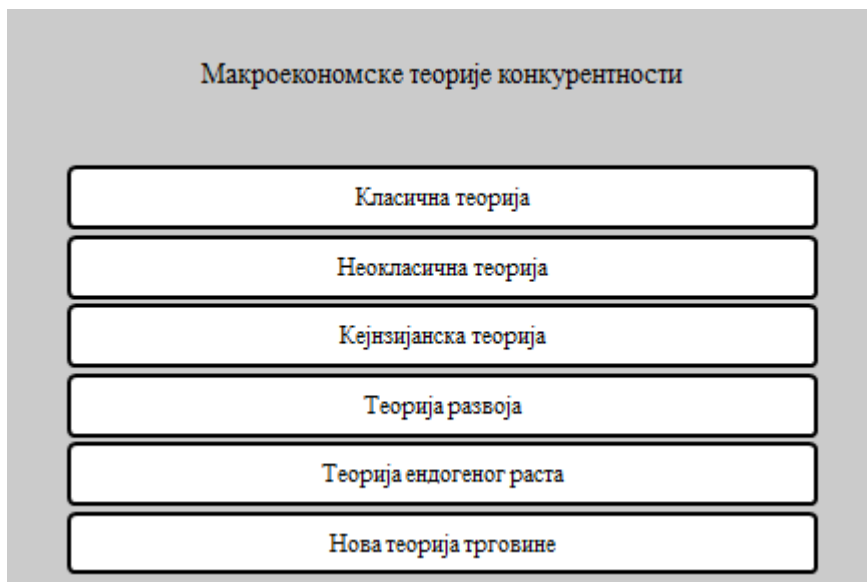 Макроекономске теорије конкурентности
Класична теорија
Неокласична теорија
Кејнзијанска теорија
Теорија развоја
Теорија ендогеног раста
Нова теорија трговине